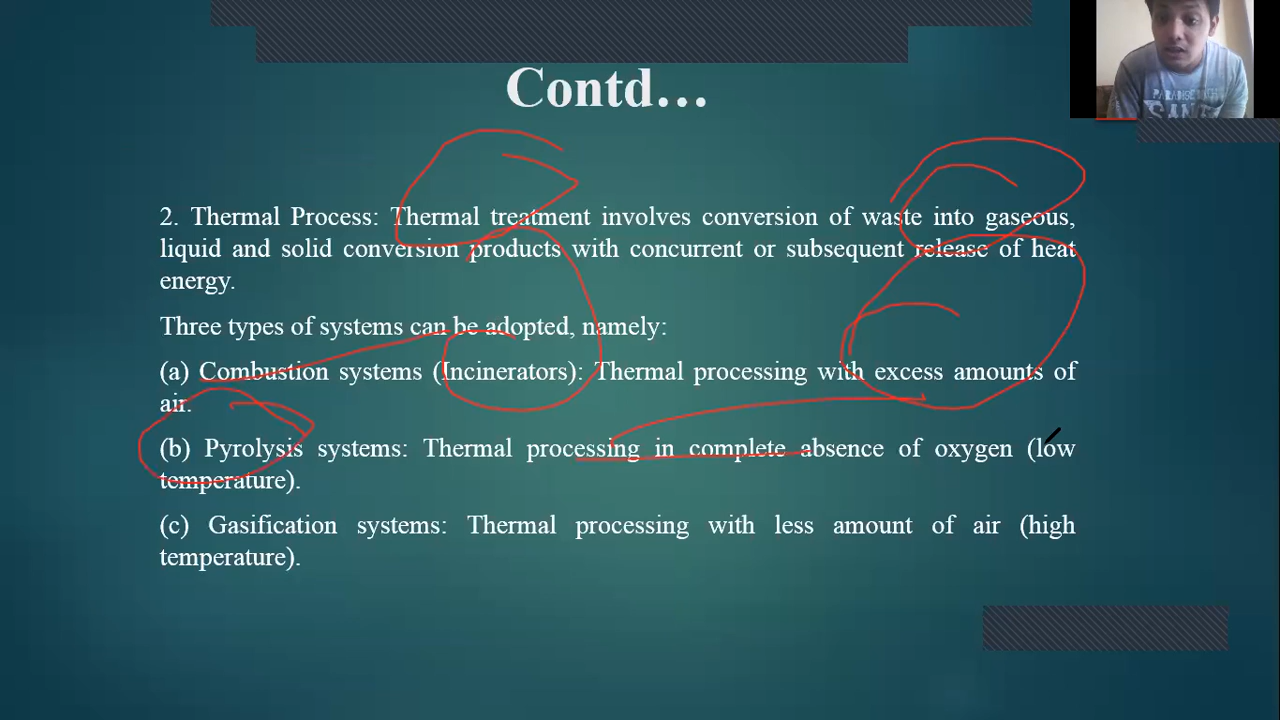 Contd…
2. Thermal Process: Thermal treatment involves conversion of waste into gaseous,
liquid and solid conversion products with concurrent or subsequent release of heat
energy.
Three types of systems can be adopted, namely:
(a) Combustion systems (Incinerators): Thermal processing with excess amounts of
air.
(b) Pyrolysis systems: Thermal processing in complete absence of oxygen (low
temperature).
(c) Gasification systems: Thermal processing with less amount of air (high
temperature).